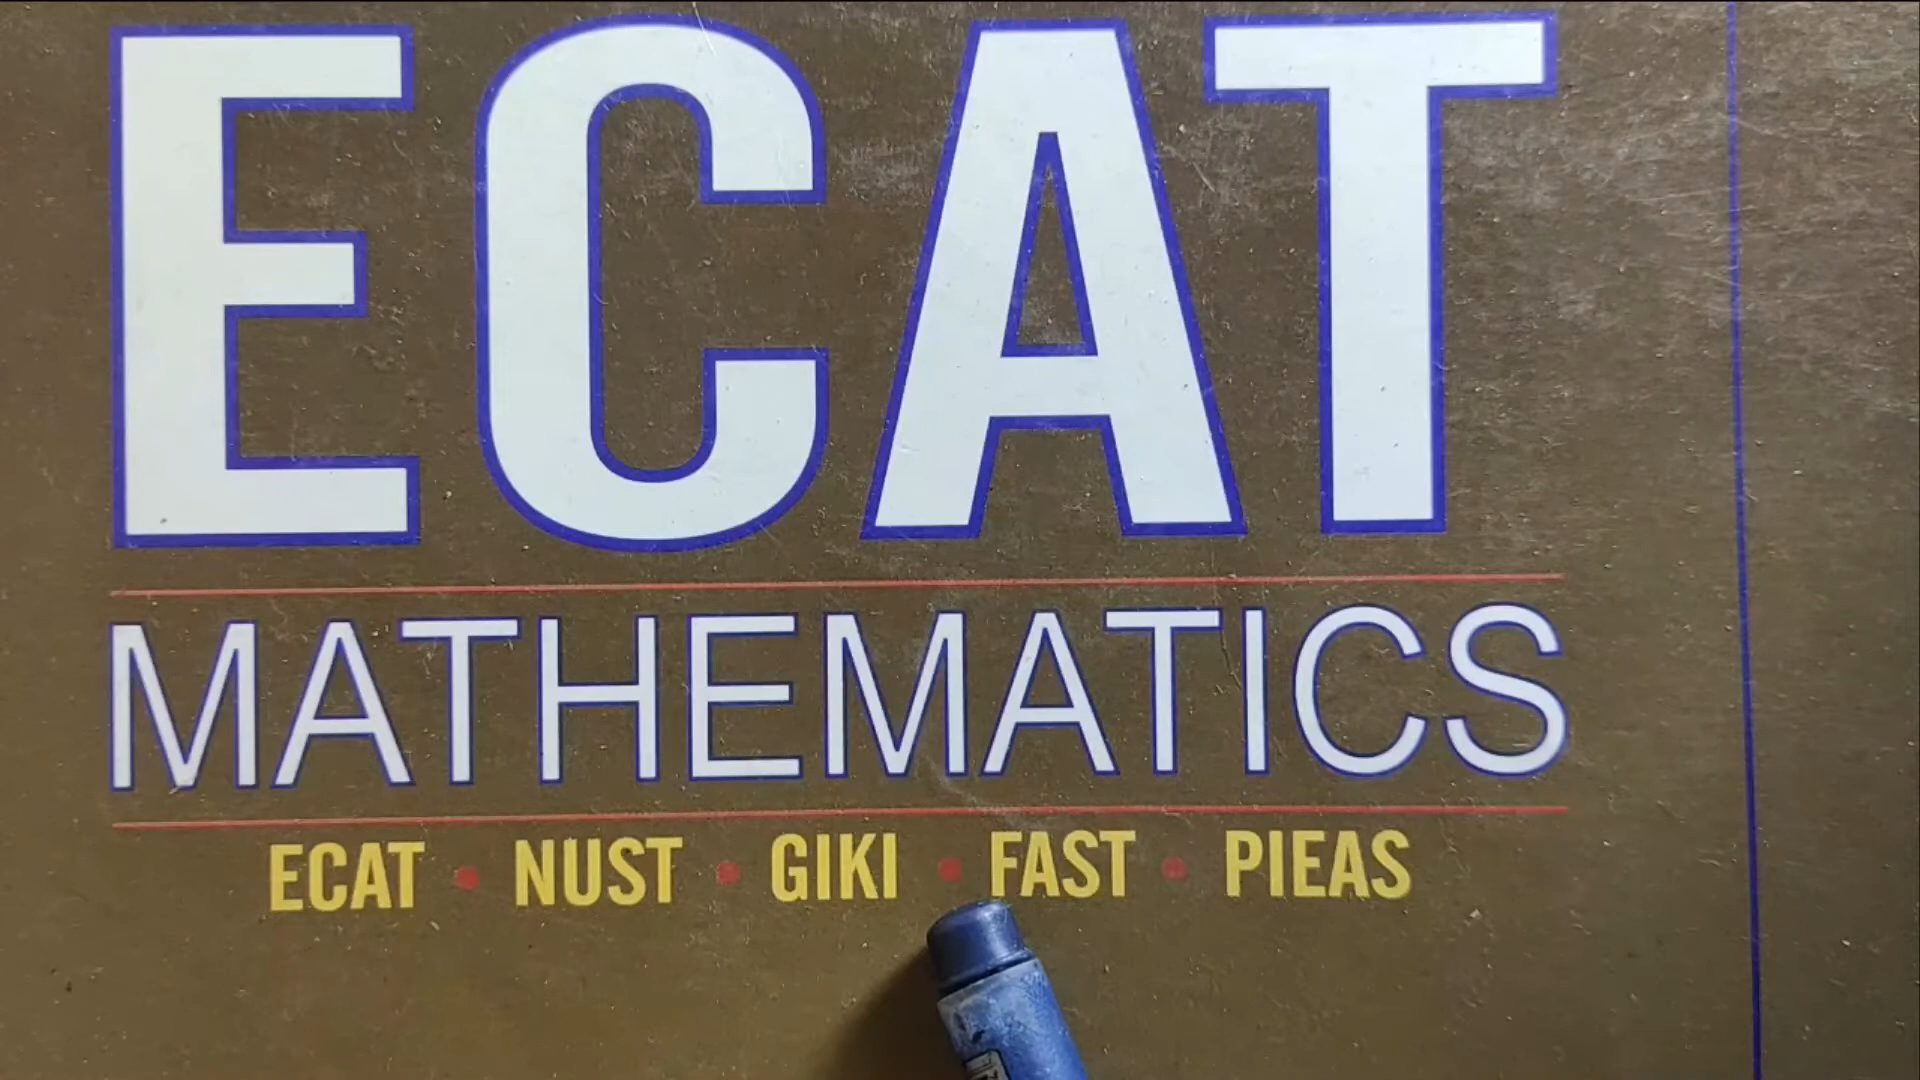 ECAT
MATHEMATICS
ECAT • NUST • GIKI • FAST • PIEAS